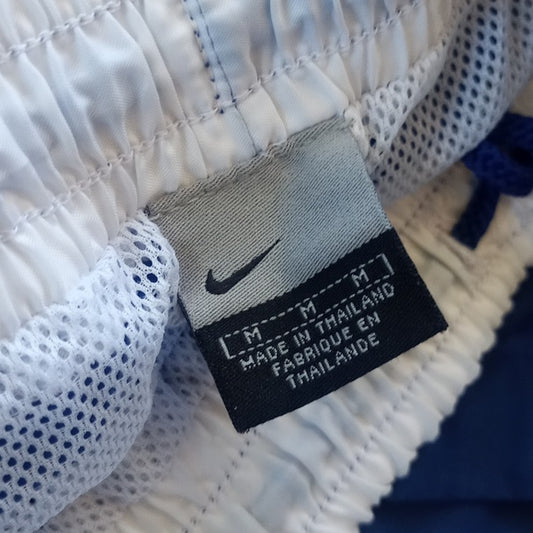 M M M
MADE IN THAILAND
FABRIQUE EN
THAILANDE